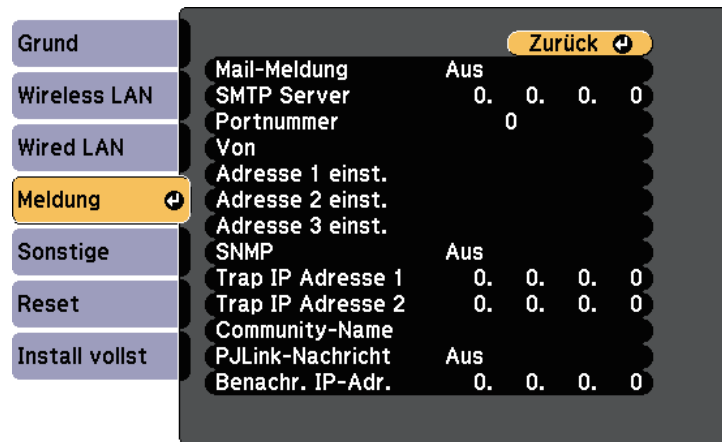 Grund
Wireless LAN
Wired LAN
Meldung
Sonstige
Reset
Install vollst
Zurück
Mail-Meldung Aus
SMTP Server 0. 0. 0. 0
Portnummer 0
Von
Adresse 1 einst.
Adresse 2 einst.
Adresse 3 einst.
SNMP Aus
Trap IP Adresse 1 0. 0. 0. 0
Trap IP Adresse 2 0. 0. 0. 0
Community-Name
PJLink-Nachricht Aus
Benachr. IP-Adr. 0. 0. 0. 0